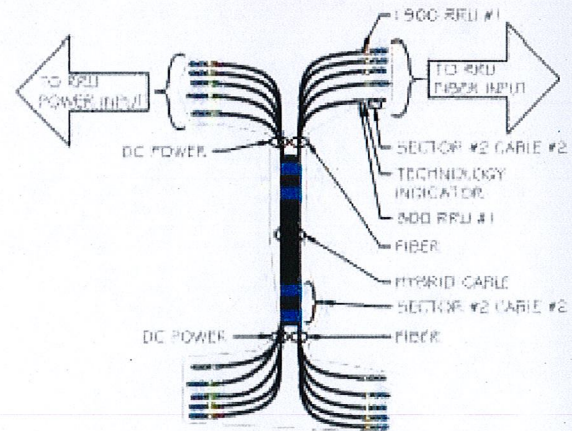 1900 RRU #1
TO RRU
POWER INPUT
TO RRU
FIBER INPUT
DC POWER
SECTOR #2 CABLE #2
TECHNOLOGY
INDICATOR
800 RRU #1
FIBER
HYBRID CABLE
SECTOR #2 CABLE #2
DC POWER
FIBER